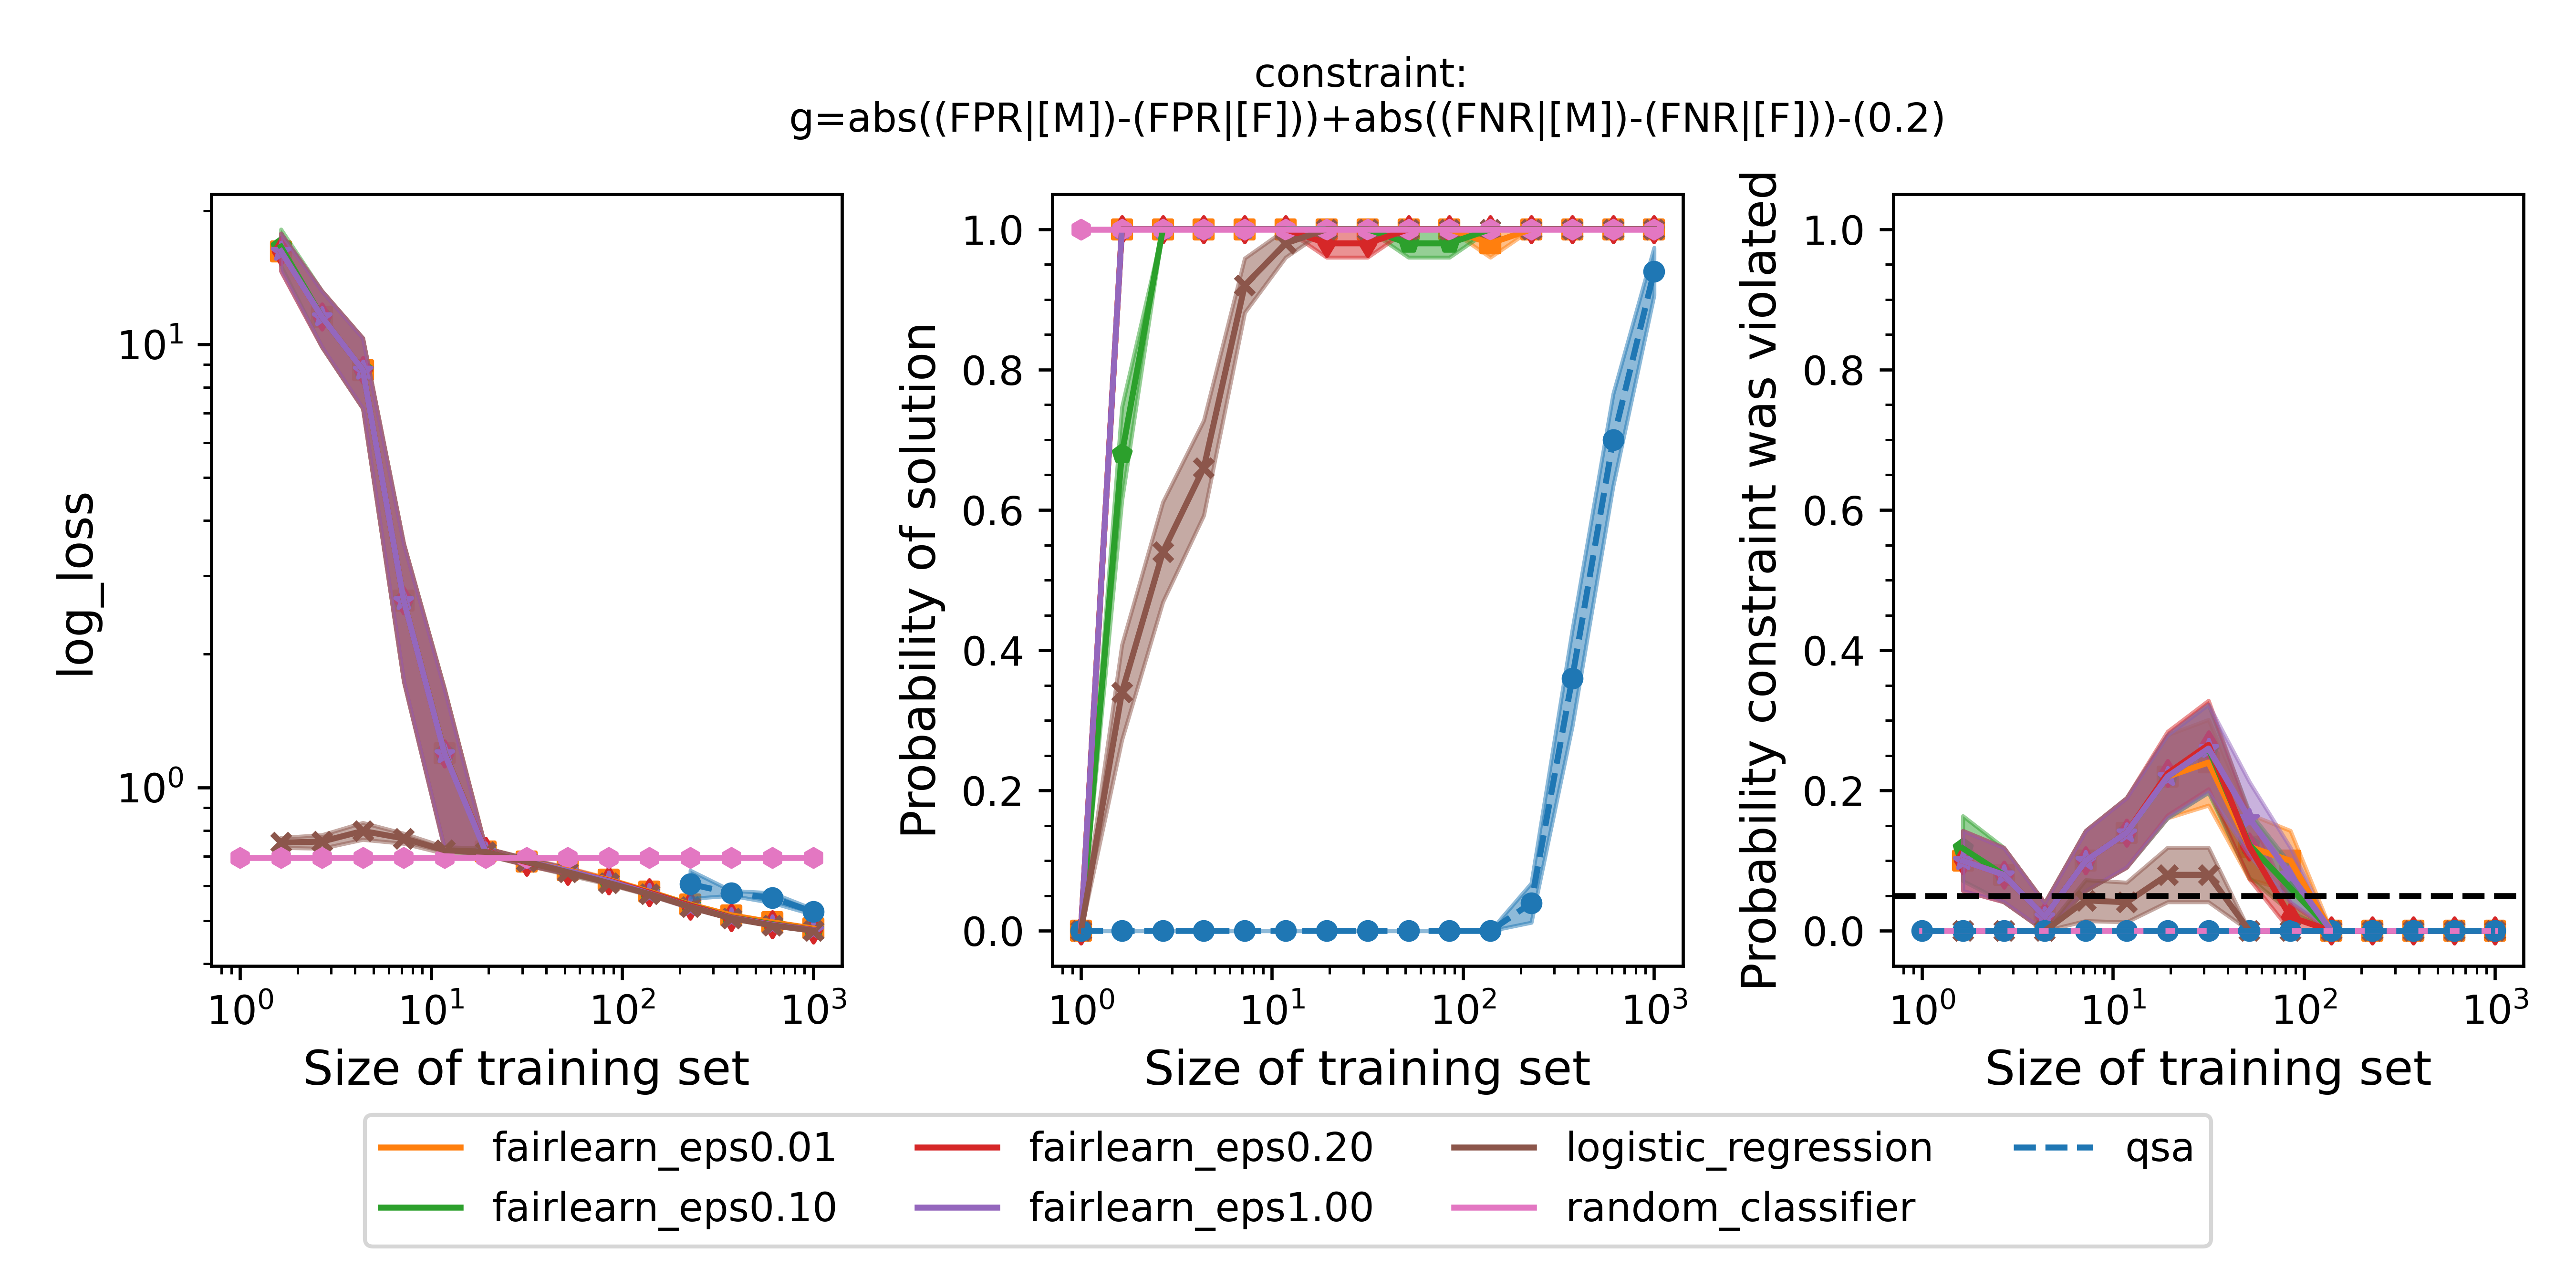 constraint:
g=abs((FPR|[M])-(FPR|[F]))+abs((FNR|[M])-(FNR|[F]))-(0.2)
log_loss
10¹
10⁰
10⁰
10¹
10²
10³
Size of training set
Probability of solution
1.0
0.8
0.6
0.4
0.2
0.0
10⁰
10¹
10²
10³
Size of training set
Probability constraint was violated
1.0
0.8
0.6
0.4
0.2
0.0
10⁰
10¹
10²
10³
Size of training set
fairlearn_eps0.01
fairlearn_eps0.10
fairlearn_eps0.20
fairlearn_eps1.00
logistic_regression
random_classifier
qsa